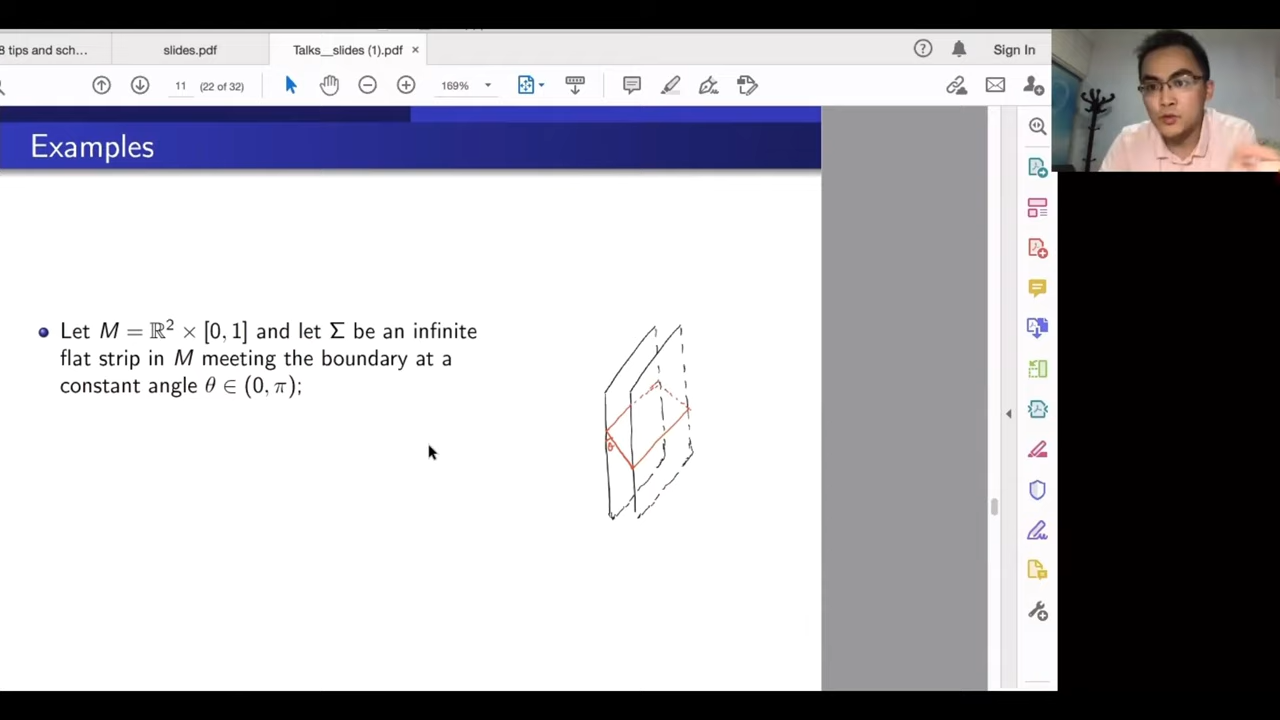 8 tips and sch...
slides.pdf
Talks__slides (1).pdf ×
Sign In
11 (22 of 32)
169%
Examples
Let M = ℝ² × [0, 1] and let Σ be an infinite
flat strip in M meeting the boundary at a
constant angle θ ∈ (0, π);
θ